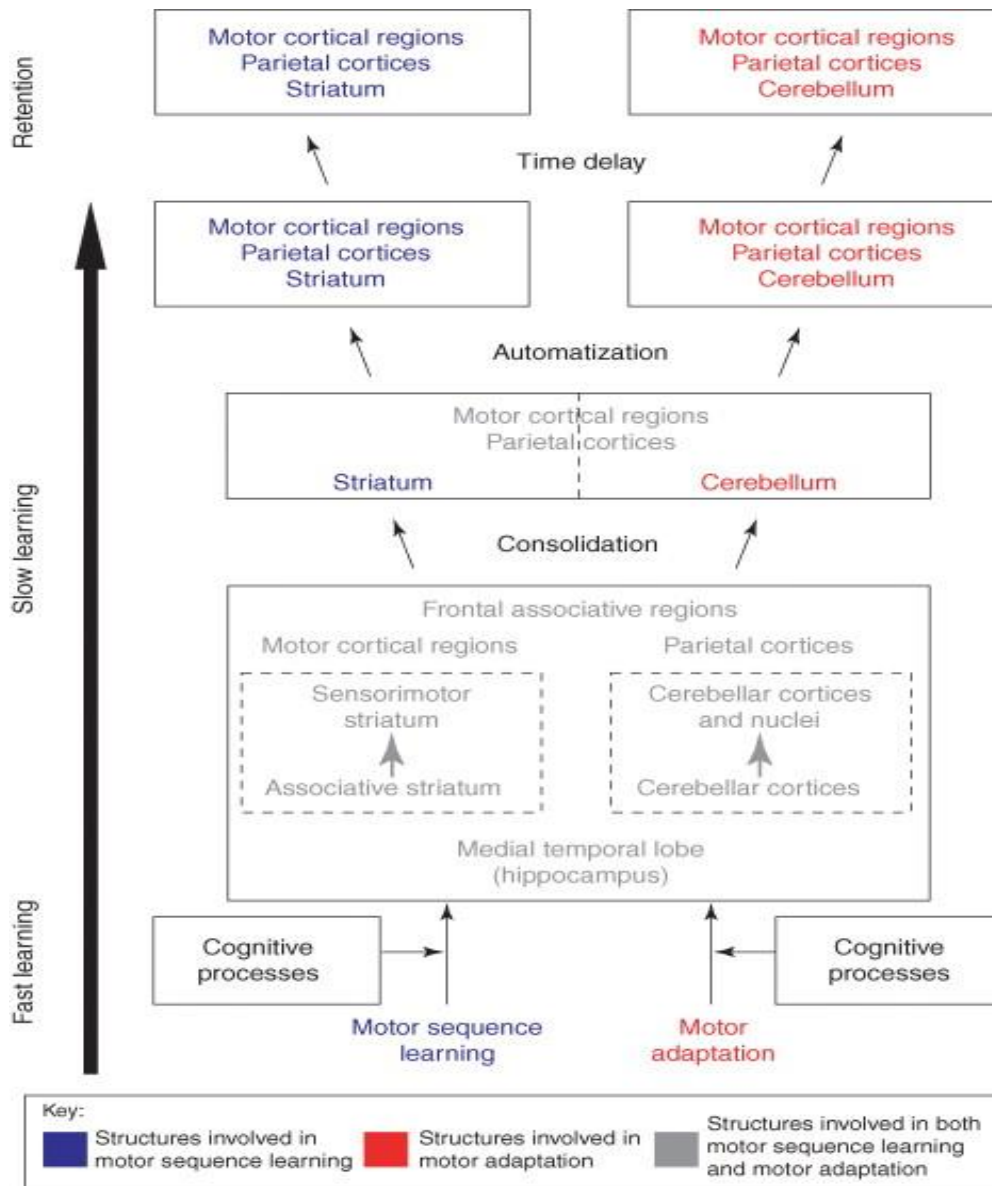 Retention
Motor cortical regions
Parietal cortices
Striatum
Motor cortical regions
Parietal cortices
Cerebellum
Time delay
Motor cortical regions
Parietal cortices
Striatum
Motor cortical regions
Parietal cortices
Cerebellum
Automatization
Slow learning
Motor cortical regions
Parietal cortices
Striatum
Cerebellum
Consolidation
Frontal associative regions
Motor cortical regions
Parietal cortices
Sensorimotor
striatum
Associative striatum
Cerebellar cortices
and nuclei
Cerebellar cortices
Medial temporal lobe
(hippocampus)
Fast learning
Cognitive
processes
Cognitive
processes
Motor sequence
learning
Motor
adaptation
Key:
Structures involved in
motor sequence learning
Structures involved in
motor adaptation
Structures involved in both
motor sequence learning
and motor adaptation